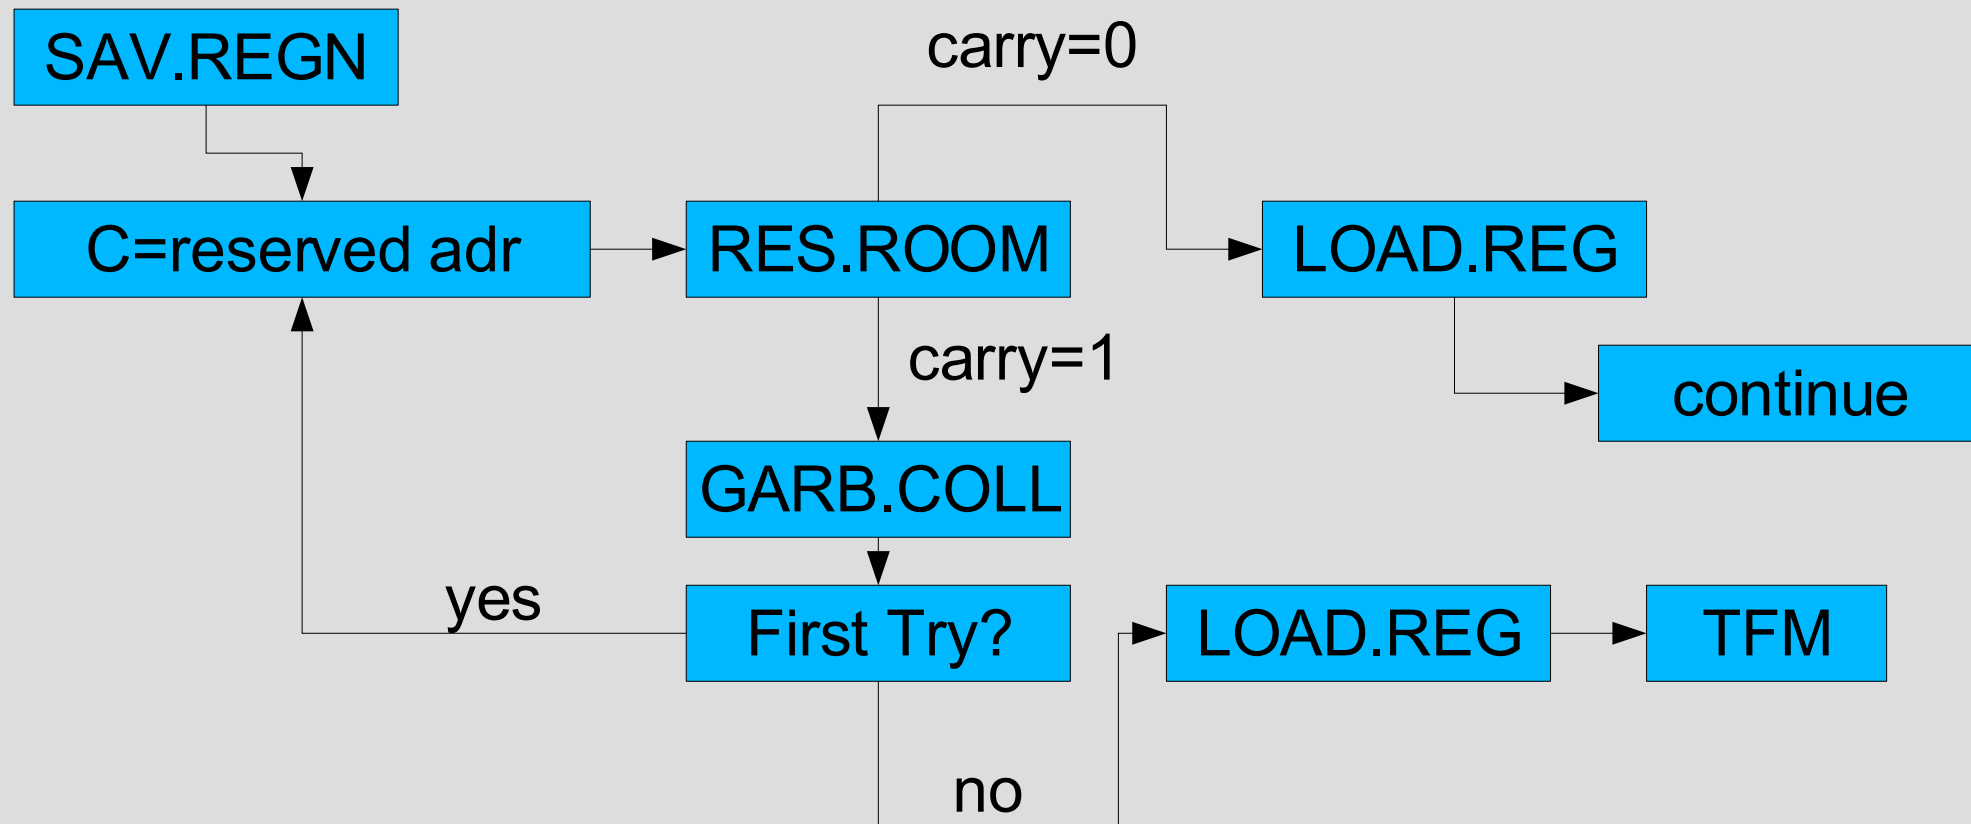 SAV.REGN
carry=0
C=reserved adr
RES.ROOM
LOAD.REG
carry=1
continue
GARB.COLL
yes
First Try?
LOAD.REG
TFM
no